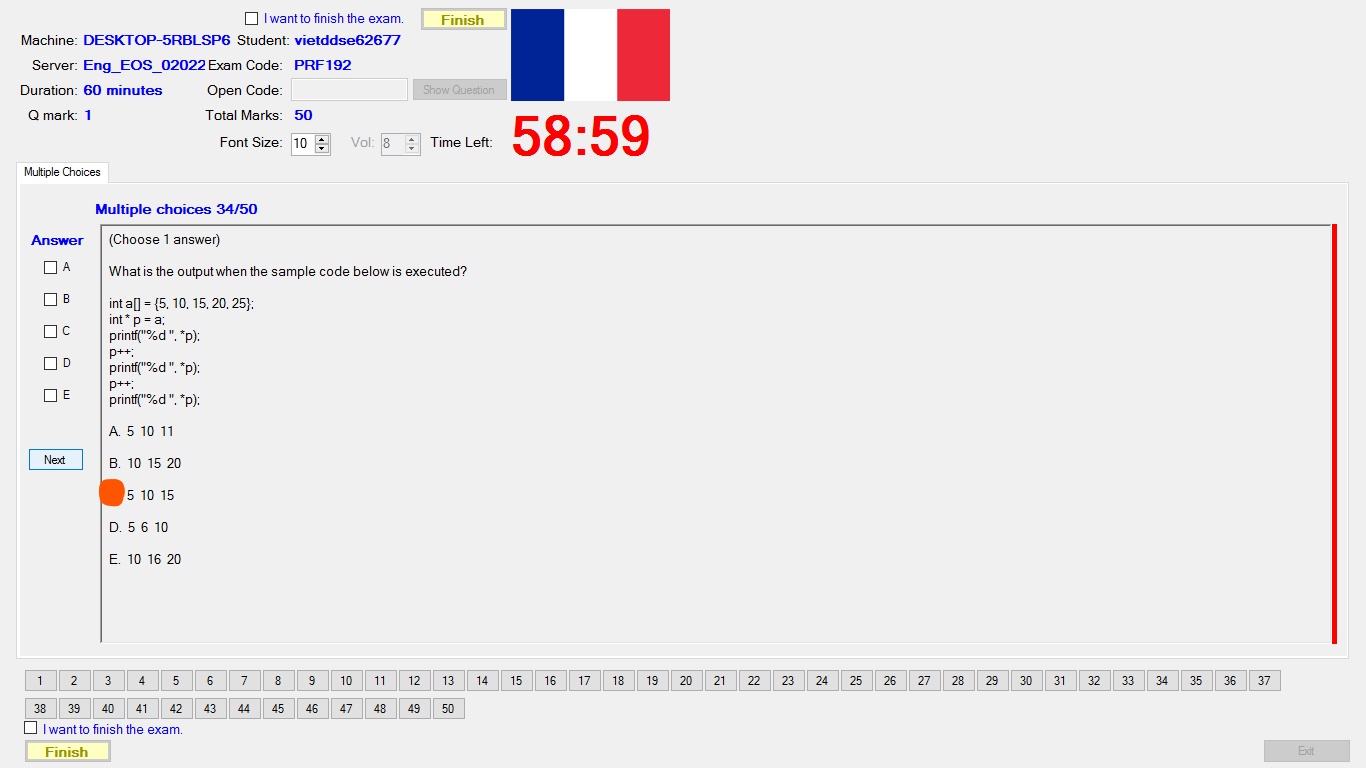 I want to finish the exam. Finish
Machine: DESKTOP-5RBLSP6 Student: vietddse62677
Server: Eng_EOS_02022 Exam Code: PRF192
Duration: 60 minutes Open Code: Show Question
Q mark: 1 Total Marks: 50
Font Size: 10 Vol: 8 Time Left: 58:59
Multiple Choices
Multiple choices 34/50
Answer
A
B
C
D
E
Next
(Choose 1 answer)
What is the output when the sample code below is executed?
int a[] = {5, 10, 15, 20, 25};
int * p = a;
printf("%d ", *p);
p++;
printf("%d ", *p);
p++;
printf("%d ", *p);
A. 5 10 11
B. 10 15 20
5 10 15
D. 5 6 10
E. 10 16 20
1 2 3 4 5 6 7 8 9 10 11 12 13 14 15 16 17 18 19 20 21 22 23 24 25 26 27 28 29 30 31 32 33 34 35 36 37
38 39 40 41 42 43 44 45 46 47 48 49 50
I want to finish the exam.
Finish Exit